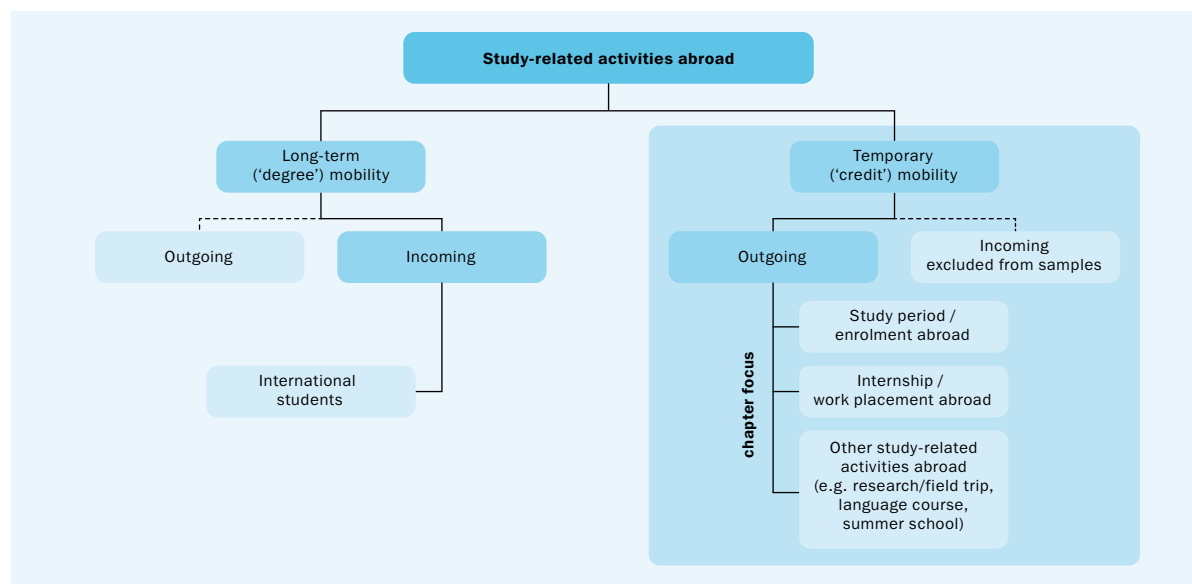 Study-related activities abroad
Long-term
(‘degree’) mobility
Temporary
(‘credit’) mobility
Outgoing
Incoming
Outgoing
Incoming
excluded from samples
International
students
chapter focus
Study period /
enrolment abroad
Internship /
work placement abroad
Other study-related
activities abroad
(e.g. research/field trip,
language course,
summer school)